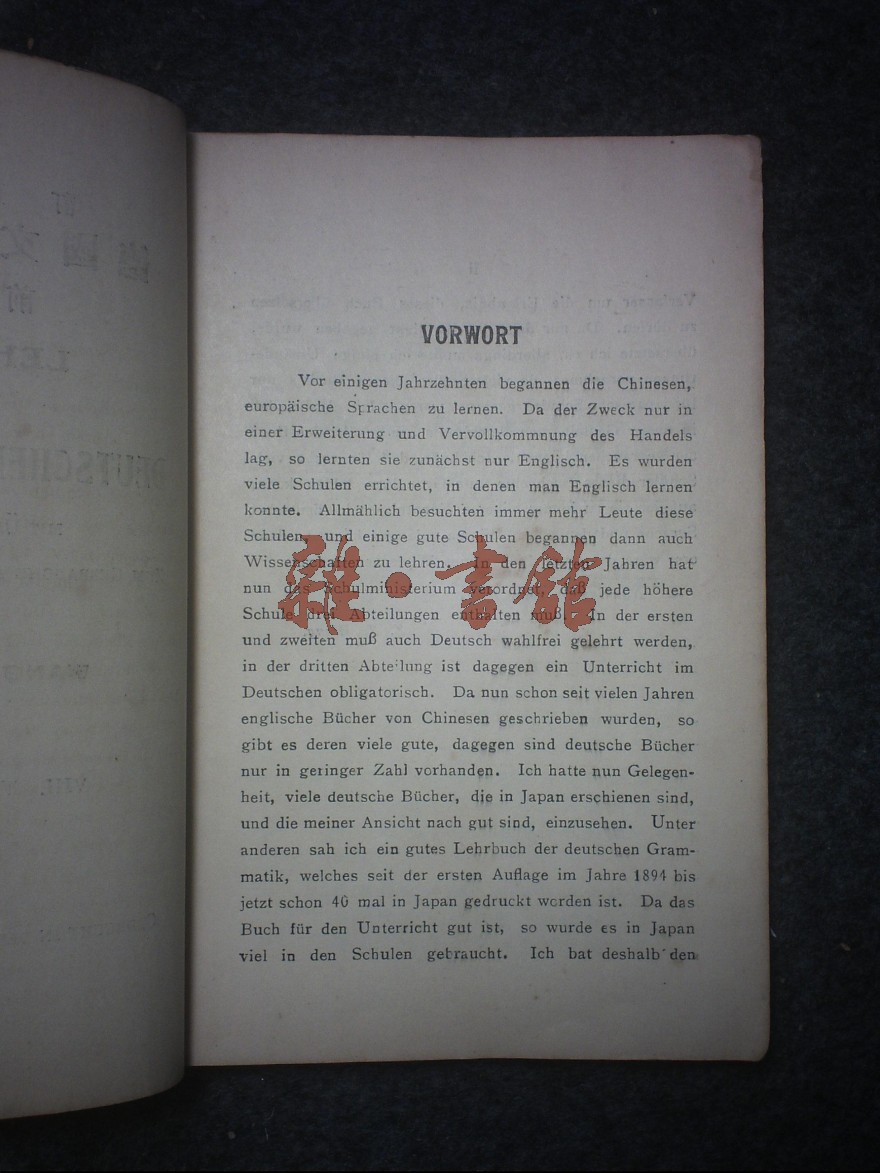 VORWORT
Vor einigen Jahrzehnten begannen die Chinesen,
europäische Sprachen zu lernen. Da der Zweck nur in
einer Erweiterung und Vervollkommnung des Handels
lag, so lernten sie zunächst nur Englisch. Es wurden
viele Schulen errichtet, in denen man Englisch lernen
konnte. Allmählich besuchten immer mehr Leute diese
Schulen, und einige gute Schulen begannen dann auch
Wissenschaften zu lehren. In den letzten Jahren hat
nun das Schulministerium verordnet, daß jede höhere
Schule drei Abteilungen enthalten muß. In der ersten
und zweiten muß auch Deutsch wahlfrei gelehrt werden,
in der dritten Abteilung ist dagegen ein Unterricht im
Deutschen obligatorisch. Da nun schon seit vielen Jahren
englische Bücher von Chinesen geschrieben wurden, so
gibt es deren viele gute, dagegen sind deutsche Bücher
nur in geringer Zahl vorhanden. Ich hatte nun Gelegen-
heit, viele deutsche Bücher, die in Japan erschienen sind,
und die meiner Ansicht nach gut sind, einzusehen. Unter
anderen sah ich ein gutes Lehrbuch der deutschen Gram-
matik, welches seit der ersten Auflage im Jahre 1894 bis
jetzt schon 40 mal in Japan gedruckt worden ist. Da das
Buch für den Unterricht gut ist, so wurde es in Japan
viel in den Schulen gebraucht. Ich bat deshalb den
雜·書館